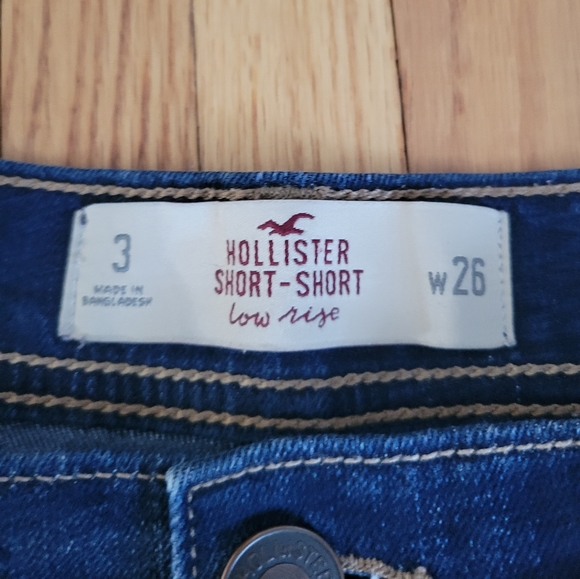 3
MADE IN
BANGLADESH
HOLLISTER
SHORT-SHORT
low rise
w26